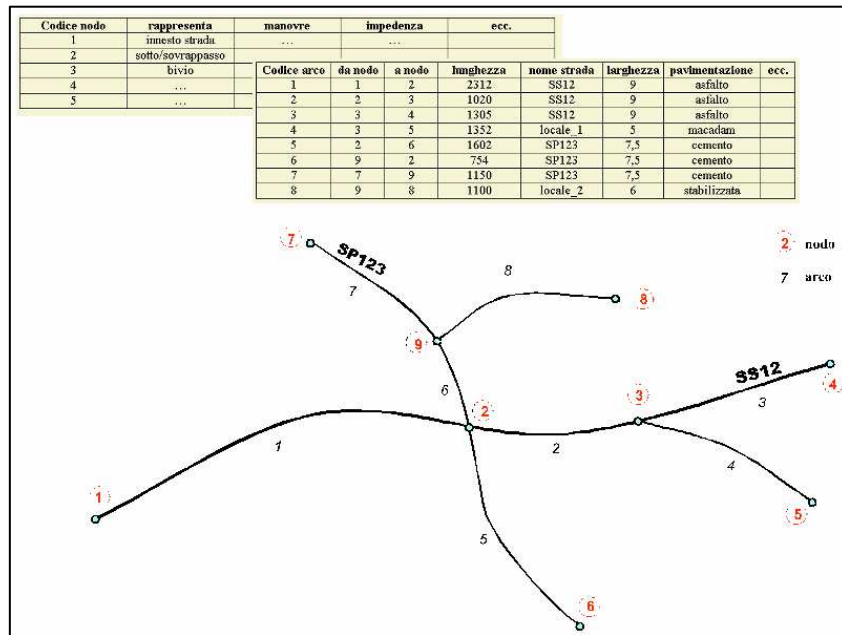 Codice nodo rappresenta manovre impedenza ecc.
1 innesto strada … …
2 sotto/sovrappasso
3 bivio
4 …
5 …
Codice arco da nodo a nodo lunghezza nome strada larghezza pavimentazione ecc.
1 1 2 2312 SS12 9 asfalto
2 2 3 1020 SS12 9 asfalto
3 3 4 1305 SS12 9 asfalto
4 3 5 1352 locale_1 5 macadam
5 2 6 1602 SP123 7,5 cemento
6 9 2 754 SP123 7,5 cemento
7 7 9 1150 SP123 7,5 cemento
8 9 8 1100 locale_2 6 stabilizzata
7 SP123
2 nodo
7 arco
7
8
8
9
6
SS12
3
4
2
3
1
2
4
1
5
5
6